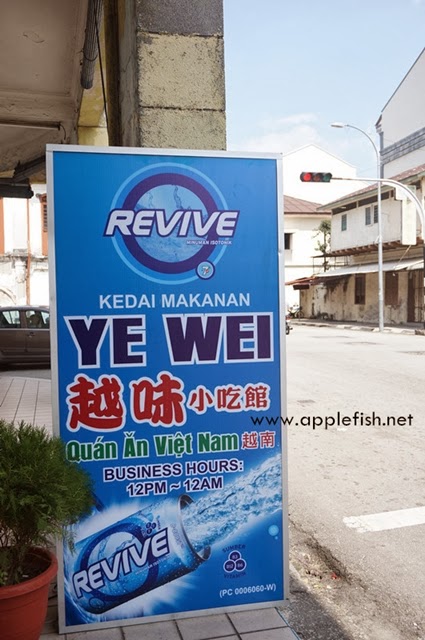 REVIVE
MINUMAN ISOTONIK
7
KEDAI MAKANAN
YE WEI
越味小吃館
Quán Ăn Việt Nam 越南
BUSINESS HOURS:
12PM ~ 12AM
www.applefish.net
REVIVE
(PC 0006060-W)